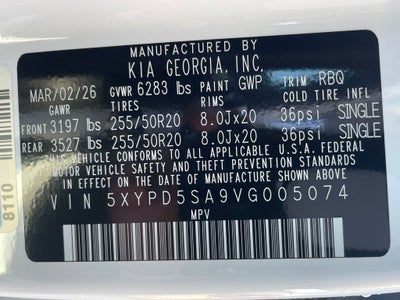 MANUFACTURED BY
KIA GEORGIA, INC.
MAR/02/26 GVWR 6283 lbs PAINT GWP TRIM RBQ
GAWR TIRES RIMS COLD TIRE INFL
FRONT 3197 lbs 255/50R20 8.0Jx20 36psi SINGLE
REAR 3527 lbs 255/50R20 8.0Jx20 36psi SINGLE
THIS VEHICLE CONFORMS TO ALL APPLICABLE U.S.A. FEDERAL
MOTOR VEHICLE SAFETY AND THEFT PREVENTION STANDARDS IN EFFECT
ON THE DATE OF MANUFACTURE SHOWN ABOVE.
VIN 5XYPD5SA9VG005074
MPV
8110